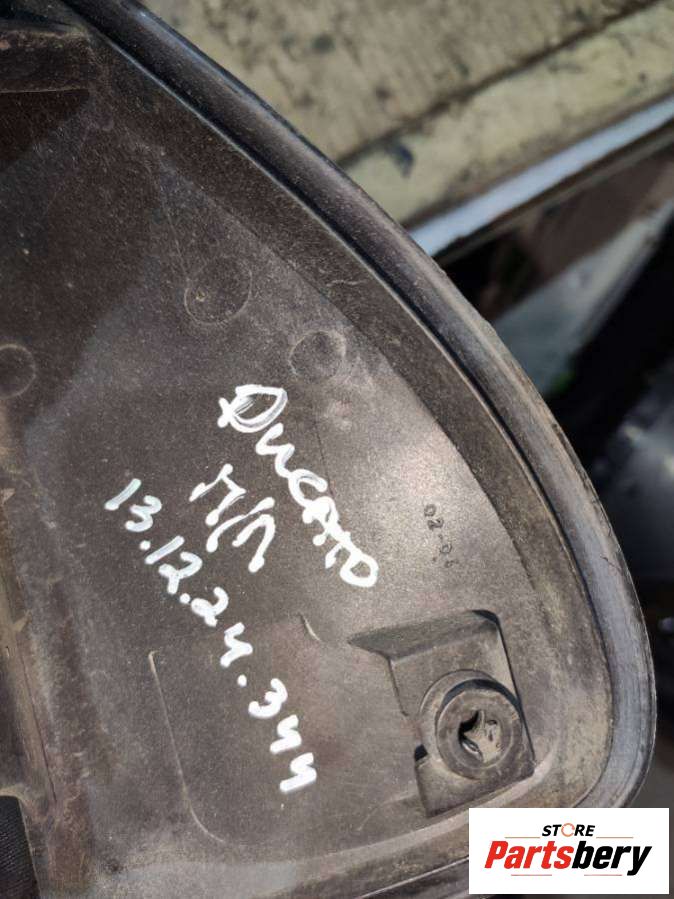 Ducato
П/П
13.12.24.344
STORE
Partsbery